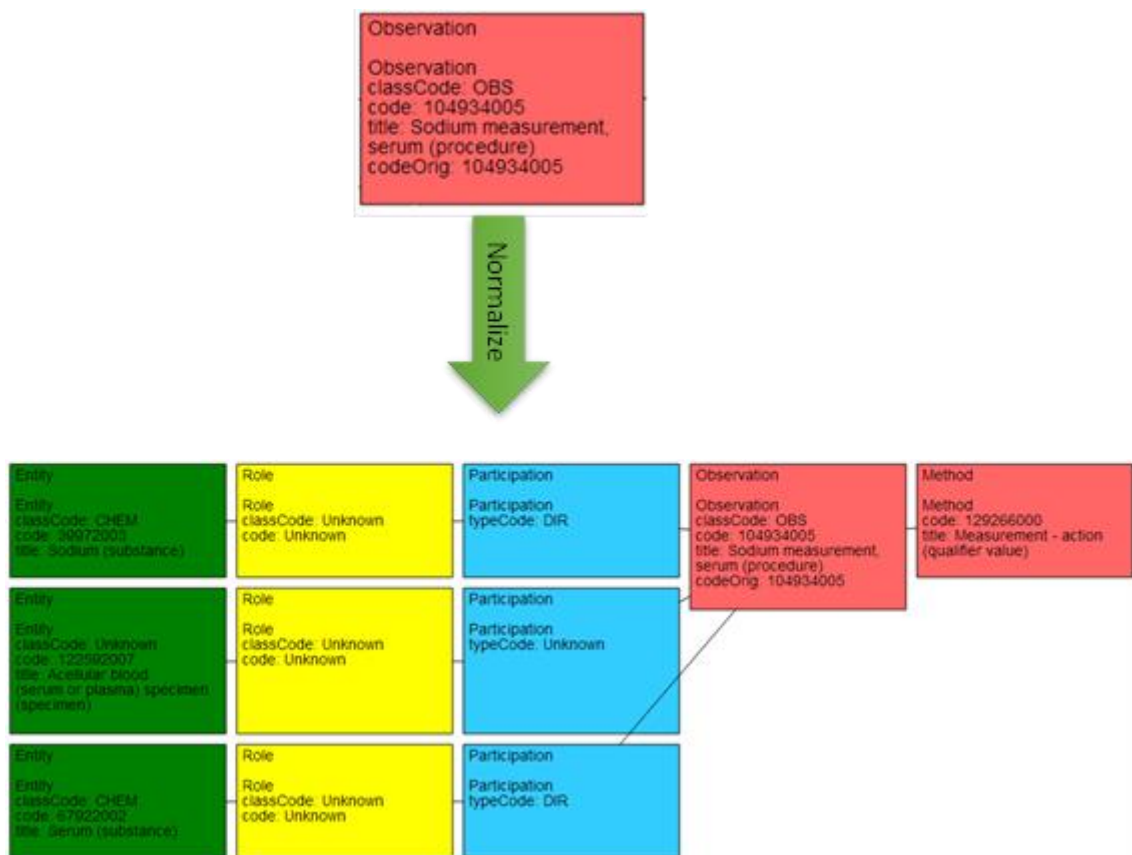 Observation
Observation
classCode: OBS
code: 104934005
title: Sodium measurement,
serum (procedure)
codeOrig: 104934005
Normalize
Entity
Entity
classCode: CHEM
code: 39972003
title: Sodium (substance)
Role
Role
classCode: Unknown
code: Unknown
Participation
Participation
typeCode: DIR
Observation
Observation
classCode: OBS
code: 104934005
title: Sodium measurement,
serum (procedure)
codeOrig: 104934005
Method
Method
code: 129266000
title: Measurement - action
(qualifier value)
Entity
Entity
classCode: Unknown
code: 122592007
title: Acellular blood
(serum or plasma) specimen
(specimen)
Role
Role
classCode: Unknown
code: Unknown
Participation
Participation
typeCode: Unknown
Entity
Entity
classCode: CHEM
code: 67922002
title: Serum (substance)
Role
Role
classCode: Unknown
code: Unknown
Participation
Participation
typeCode: DIR